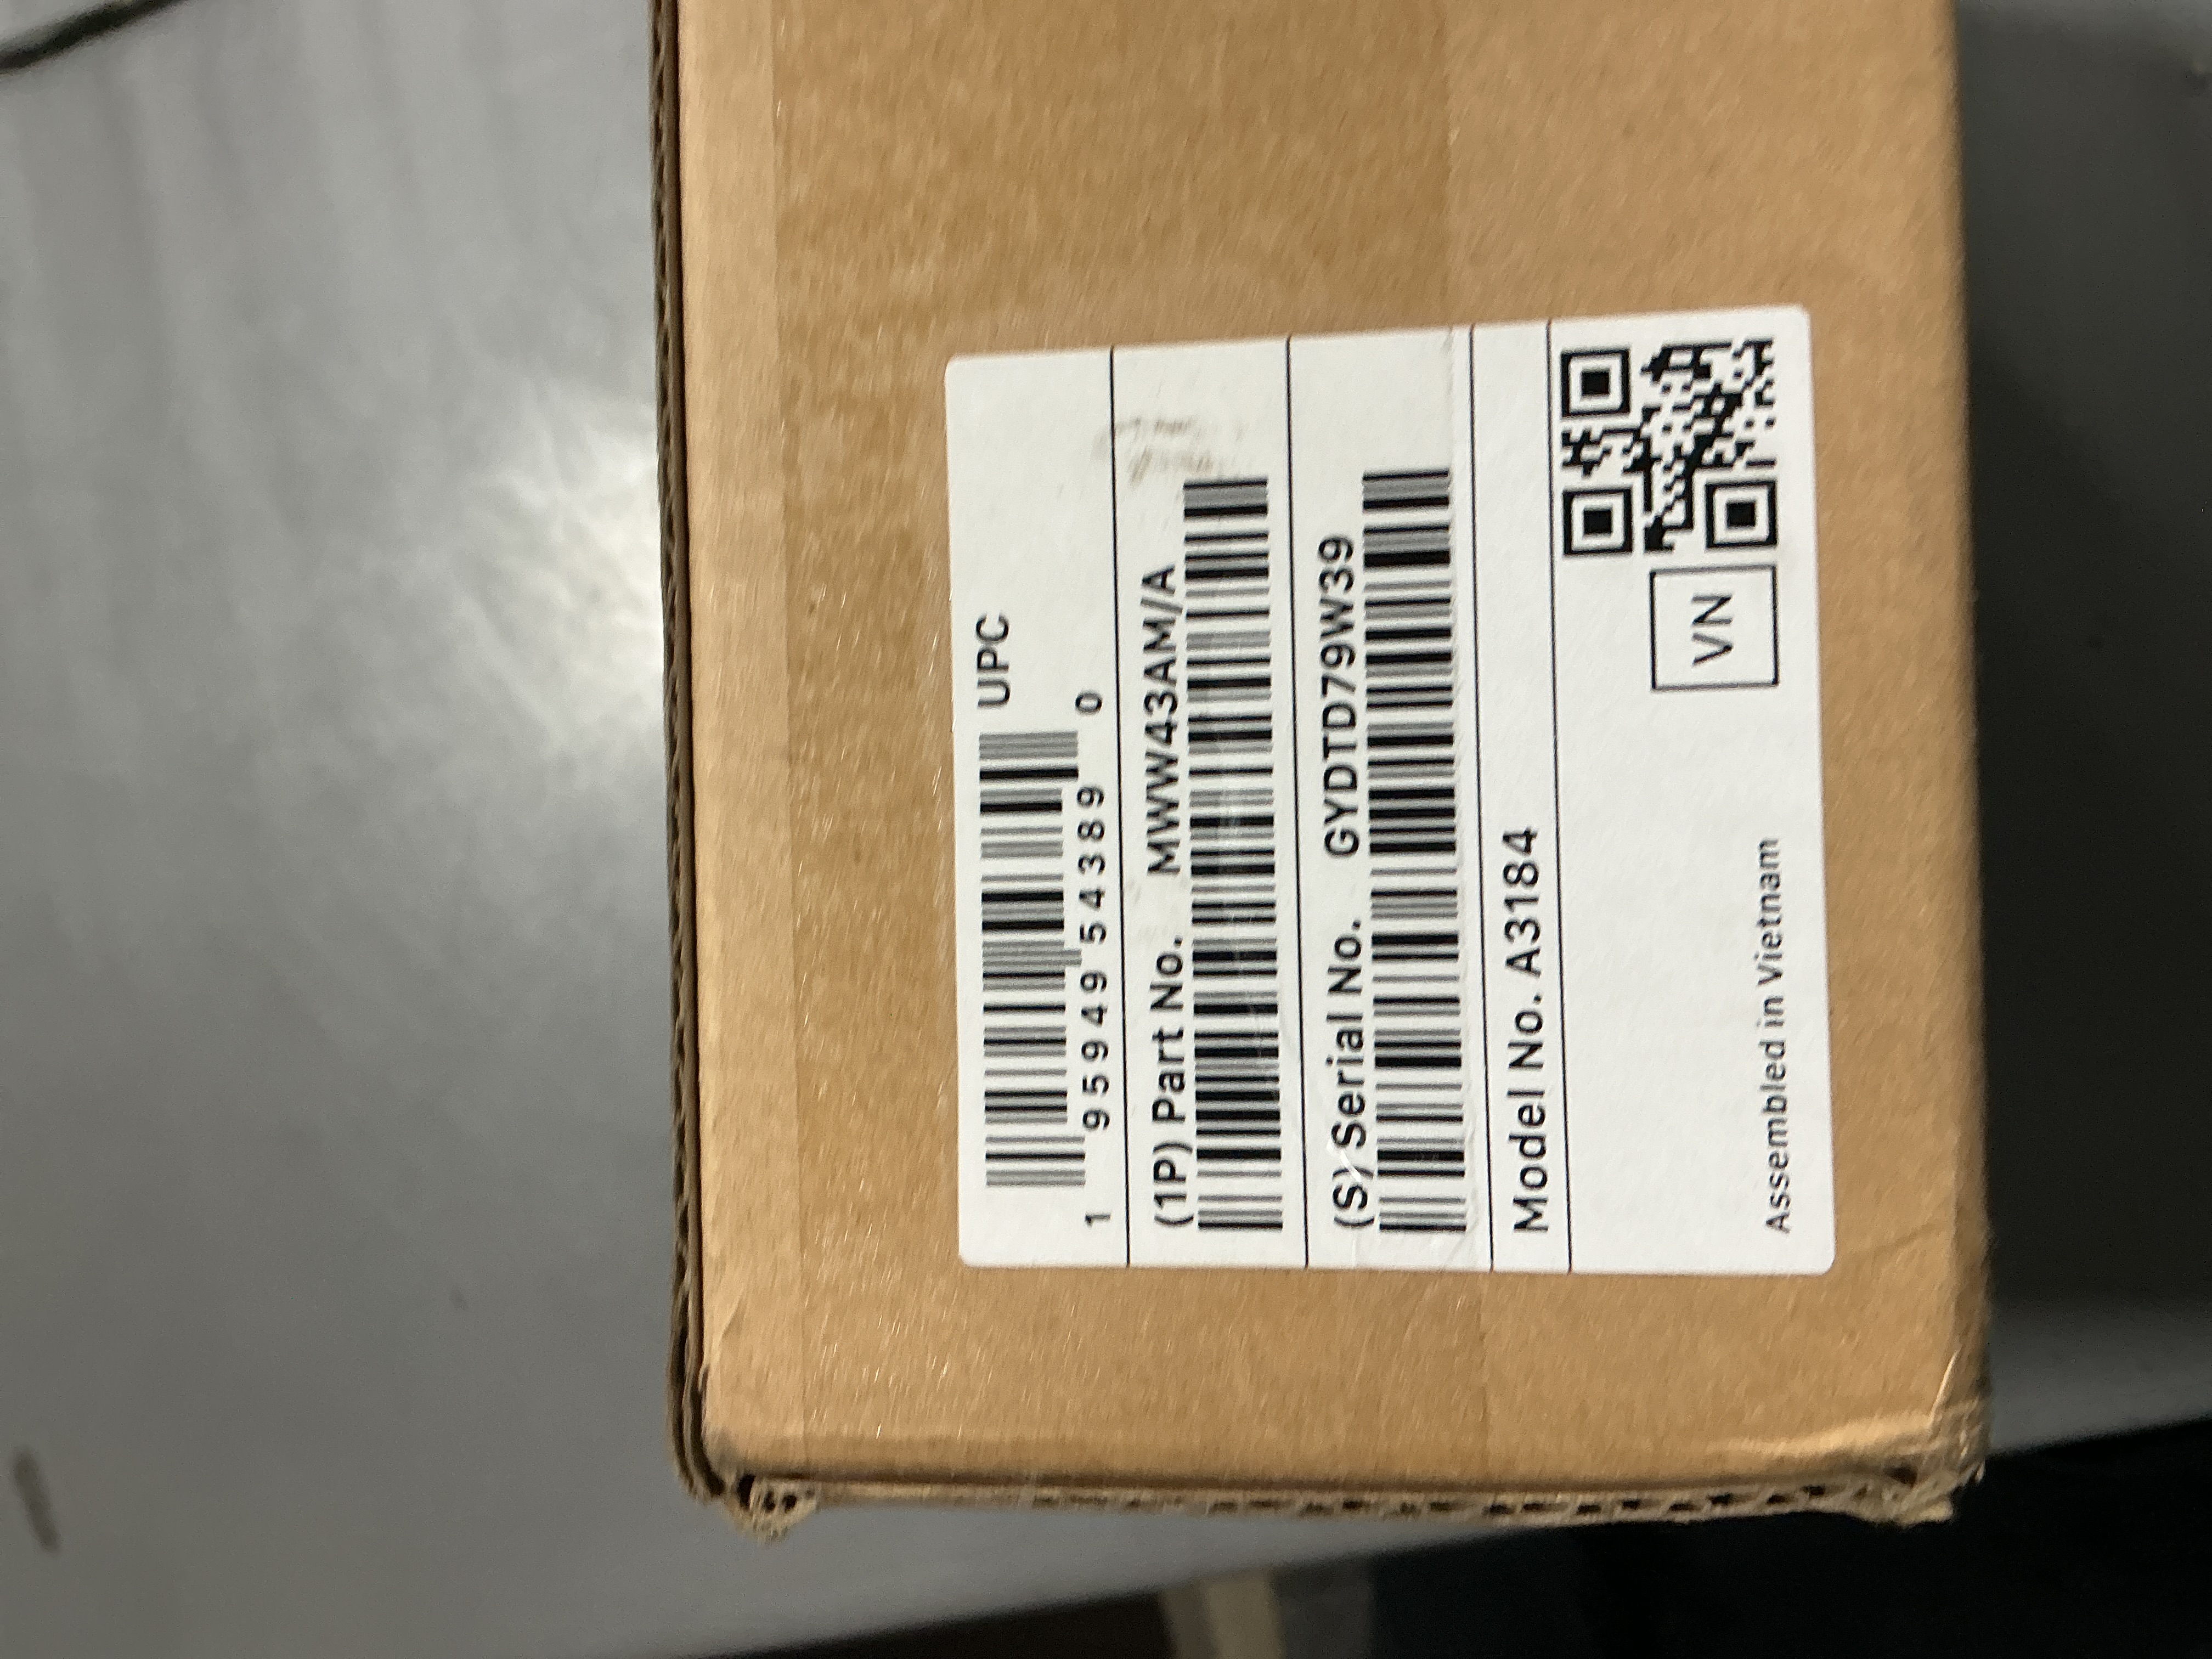 UPC
1 95949 54389 0
(1P) Part No. MWW43AM/A
(S) Serial No. GYDTD79W39
Model No. A3184
VN
Assembled in Vietnam